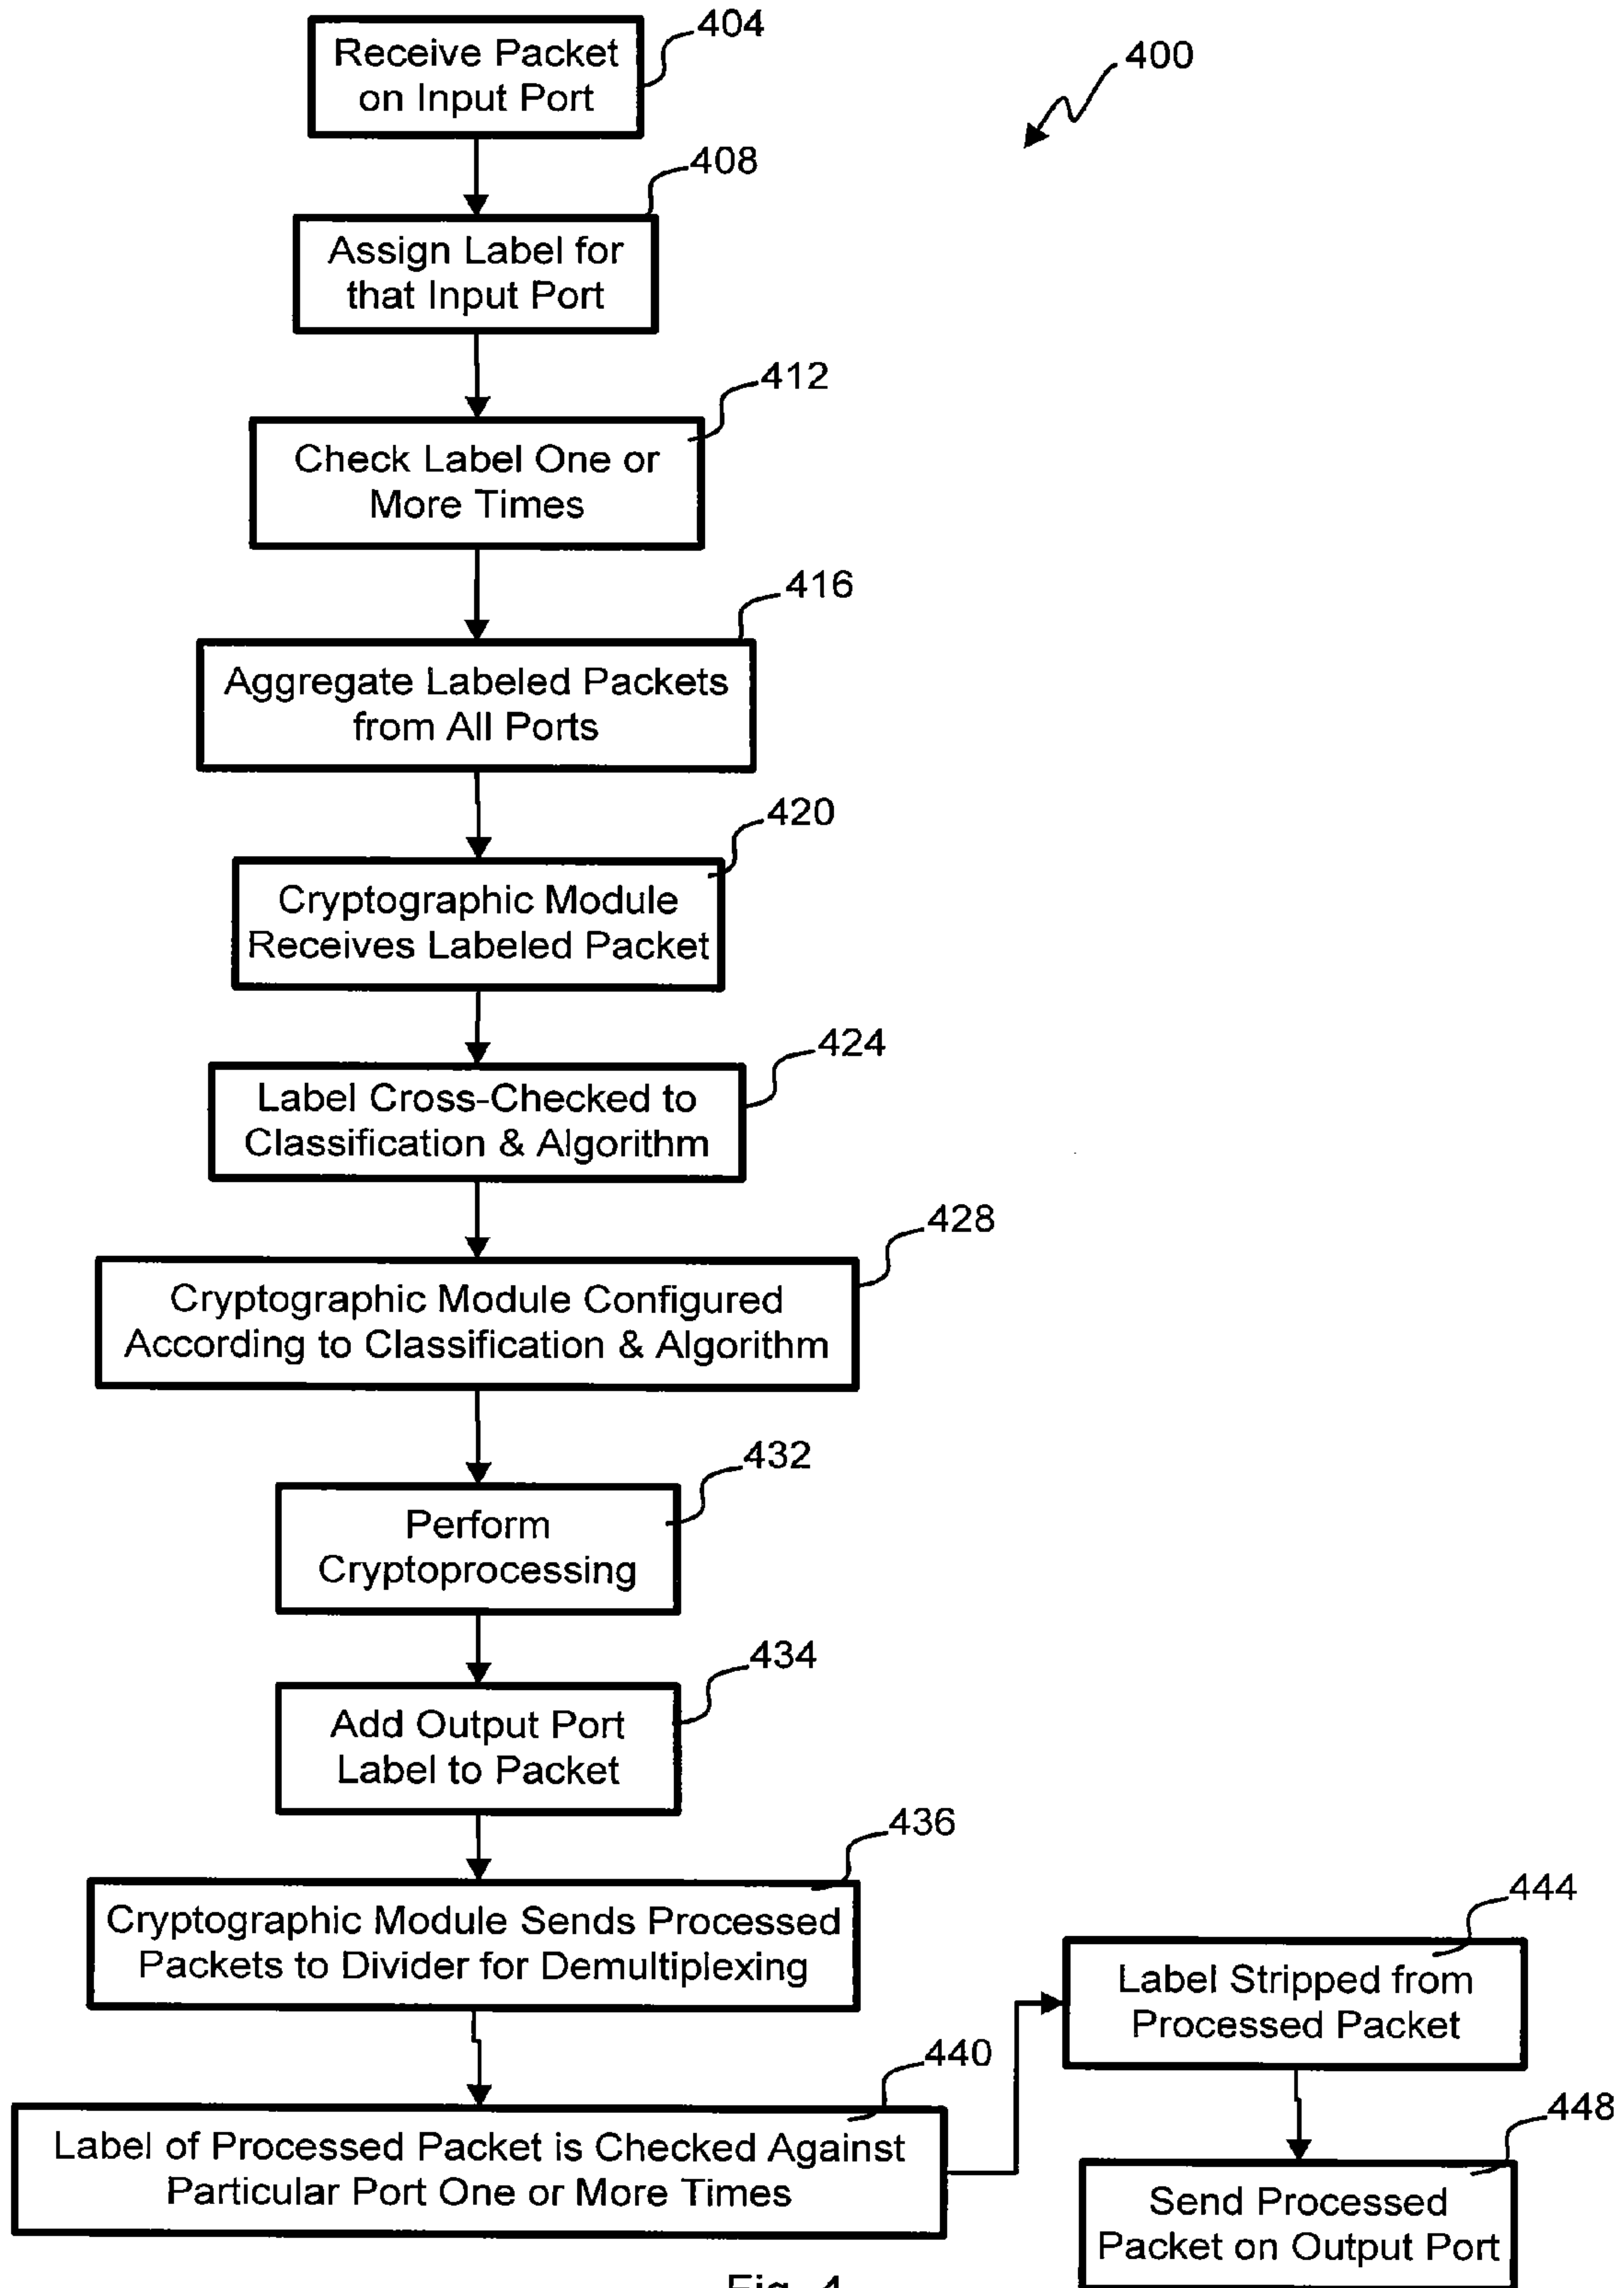 404
Receive Packet
on Input Port
400
408
Assign Label for
that Input Port
412
Check Label One or
More Times
416
Aggregate Labeled Packets
from All Ports
420
Cryptographic Module
Receives Labeled Packet
424
Label Cross-Checked to
Classification & Algorithm
428
Cryptographic Module Configured
According to Classification & Algorithm
432
Perform
Cryptoprocessing
434
Add Output Port
Label to Packet
436
Cryptographic Module Sends Processed
Packets to Divider for Demultiplexing
440
Label of Processed Packet is Checked Against
Particular Port One or More Times
444
Label Stripped from
Processed Packet
448
Send Processed
Packet on Output Port
Fig. 4